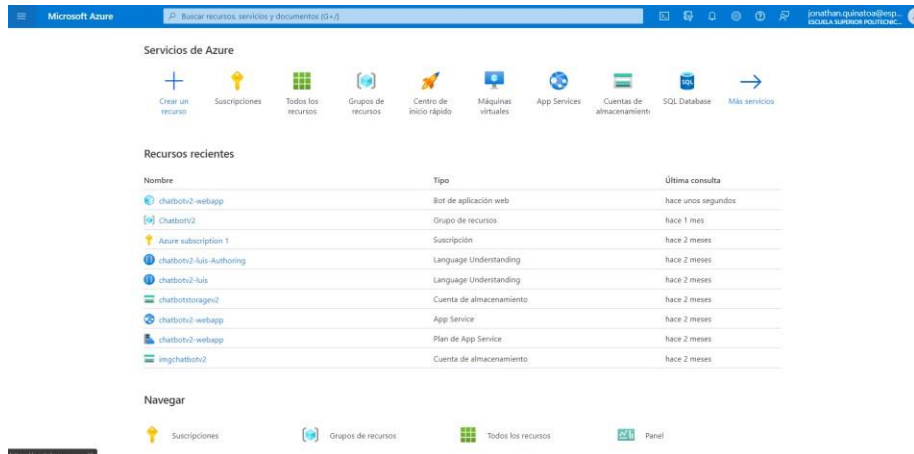 Microsoft Azure
Buscar recursos, servicios y documentos (G+/)
jonathan.quinatoa@esp...
ESCUELA SUPERIOR POLITECNIC...
Servicios de Azure
Crear un recurso
Suscripciones
Todos los recursos
Grupos de recursos
Centro de inicio rápido
Máquinas virtuales
App Services
Cuentas de almacenamiento
SQL Database
Más servicios
Recursos recientes
Nombre Tipo Última consulta
chatbotv2-webapp Bot de aplicación web hace unos segundos
ChatbotV2 Grupo de recursos hace 1 mes
Azure subscription 1 Suscripción hace 2 meses
chatbotv2-luis-Authoring Language Understanding hace 2 meses
chatbotv2-luis Language Understanding hace 2 meses
chatbotstoragev2 Cuenta de almacenamiento hace 2 meses
chatbotv2-webapp App Service hace 2 meses
chatbotv2-webapp Plan de App Service hace 2 meses
imgchatbotv2 Cuenta de almacenamiento hace 2 meses
Navegar
Suscripciones Grupos de recursos Todos los recursos Panel